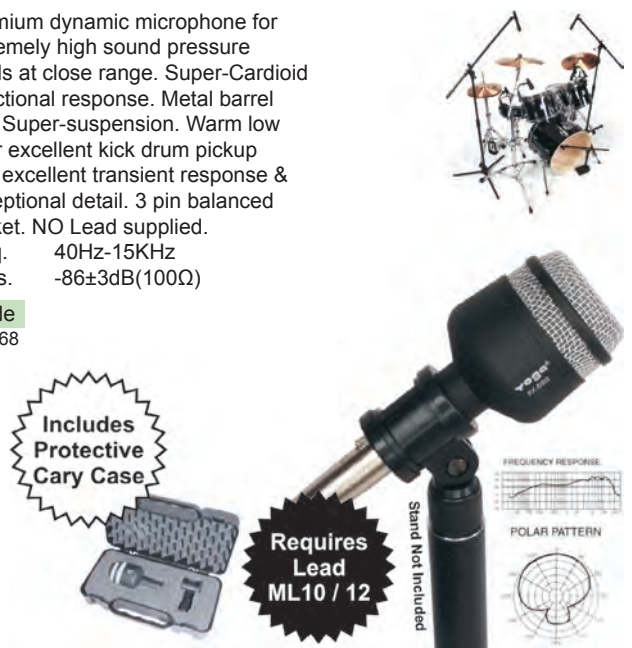 mium dynamic microphone for
emely high sound pressure
ls at close range. Super-Cardioid
ctional response. Metal barrel
Super-suspension. Warm low
r excellent kick drum pickup
excellent transient response &
eptional detail. 3 pin balanced
ket. NO Lead supplied.
q. 40Hz-15KHz
s. -86±3dB(100Ω)
le
68
Includes
Protective
Cary Case
Requires
Lead
ML10 / 12
Stand Not Included
Yoga
FREQUENCY RESPONSE
POLAR PATTERN